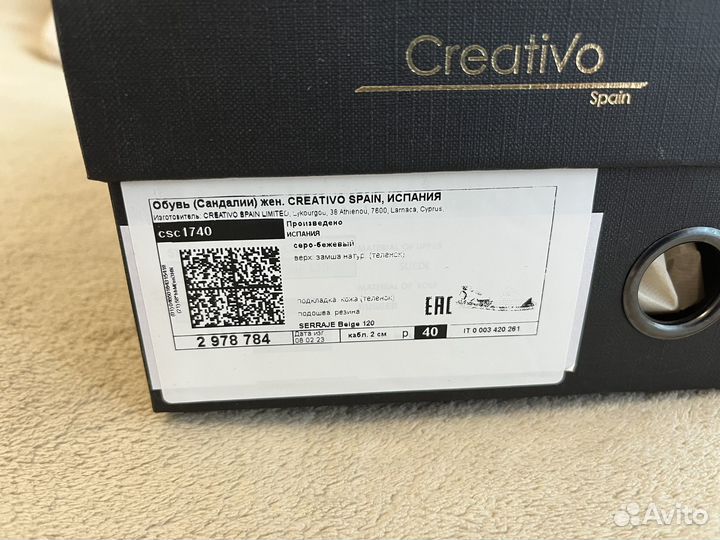 CreatiVo
Spain
Обувь (Сандалии) жен. CREATIVO SPAIN, ИСПАНИЯ
Изготовитель: CREATIVO SPAIN LIMITED, Lykourgou, 38 Athienou, 7600, Larnaca, Cyprus,
csc1740
Произведено
ИСПАНИЯ
серо-бежевый
верх: замша натур. (теленок)
подкладка: кожа (теленок)
подошва: резина
SERRAJE Beige 120
EAC
2 978 784
Дата изг.
08.02.23
кабл. 2 см.
р
40
IT 0 003 420 261
Avito